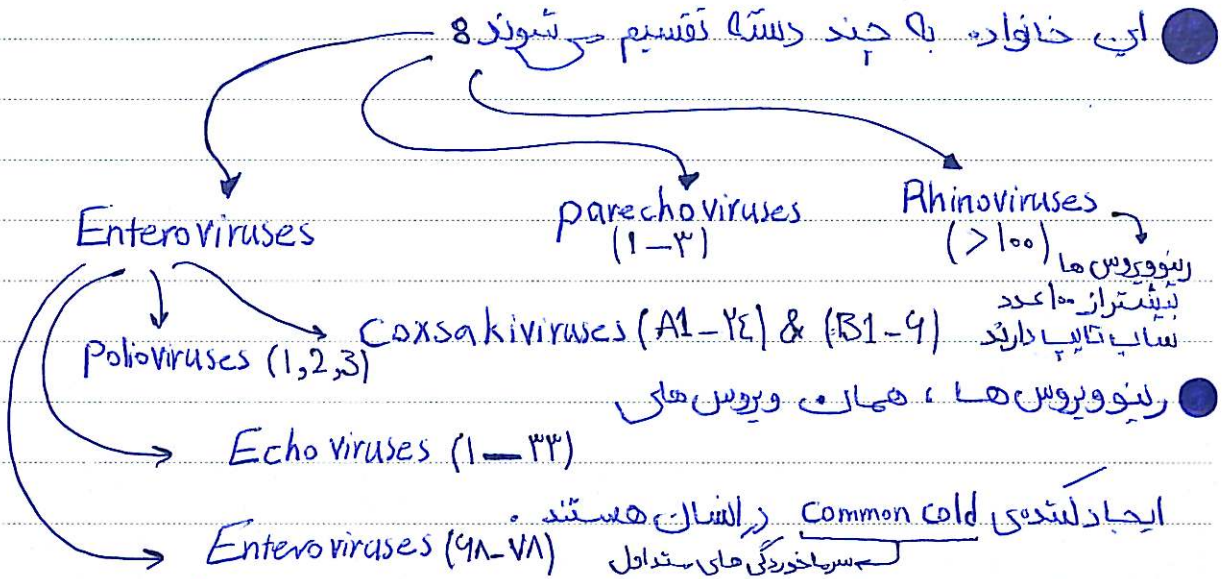 این خانواده به چند دسته تقسیم می‌شوند :
Enteroviruses
parechoviruses
(۱-۳)
Rhinoviruses
(>۱۰۰)
رینوویروس ها
بیشتر از ۱۰۰ عدد
ساب تایپ دارند
Polioviruses (1,2,3)
Coxsakiviruses (A1-۲٤) & (B1-۶)
رینوویروس ها ، همان ویروس های
Echo viruses (۱-۳۳)
ایجاد کننده‌ی common cold در انسان هستند .
سرماخوردگی های متداول
Enteroviruses (۶۸-۷۸)